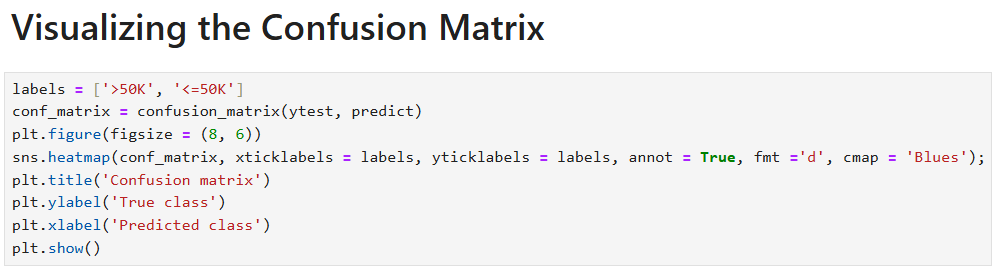 Visualizing the Confusion Matrix
labels = ['>50K', '<=50K']
conf_matrix = confusion_matrix(ytest, predict)
plt.figure(figsize = (8, 6))
sns.heatmap(conf_matrix, xticklabels = labels, yticklabels = labels, annot = True, fmt ='d', cmap = 'Blues');
plt.title('Confusion matrix')
plt.ylabel('True class')
plt.xlabel('Predicted class')
plt.show()